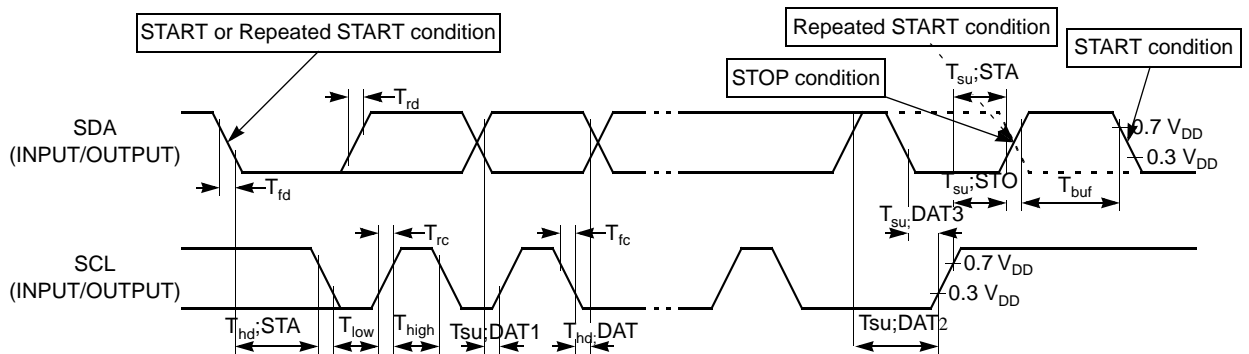 START or Repeated START condition
Repeated START condition
START condition
STOP condition
Tsu;STA
Trd
SDA
(INPUT/OUTPUT)
0.7 VDD
0.3 VDD
Tfd
Tsu;STO
Tbuf
Tsu;DAT3
Trc
Tfc
SCL
(INPUT/OUTPUT)
0.7 VDD
0.3 VDD
Thd;STA
Tlow
Thigh
Tsu;DAT1
Thd;DAT
Tsu;DAT2